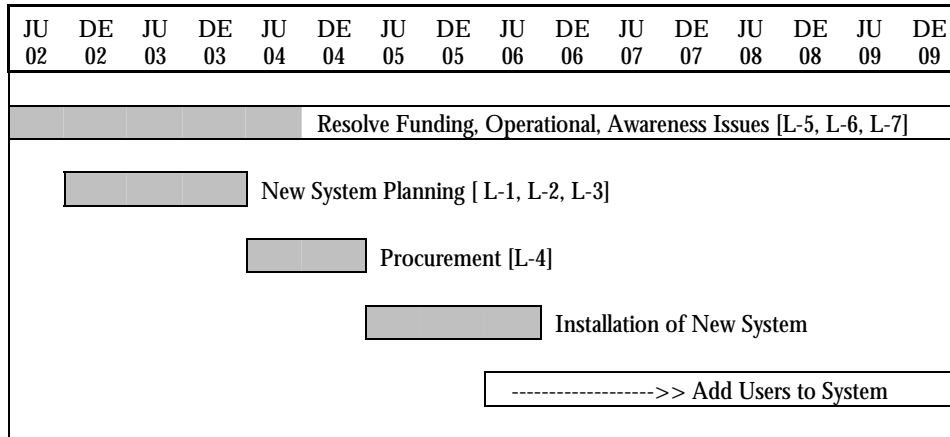 JU DE JU DE JU DE JU DE JU DE JU DE JU DE JU DE
02 02 03 03 04 04 05 05 06 06 07 07 08 08 09 09
Resolve Funding, Operational, Awareness Issues [L-5, L-6, L-7]
New System Planning [ L-1, L-2, L-3]
Procurement [L-4]
Installation of New System
------------------->> Add Users to System